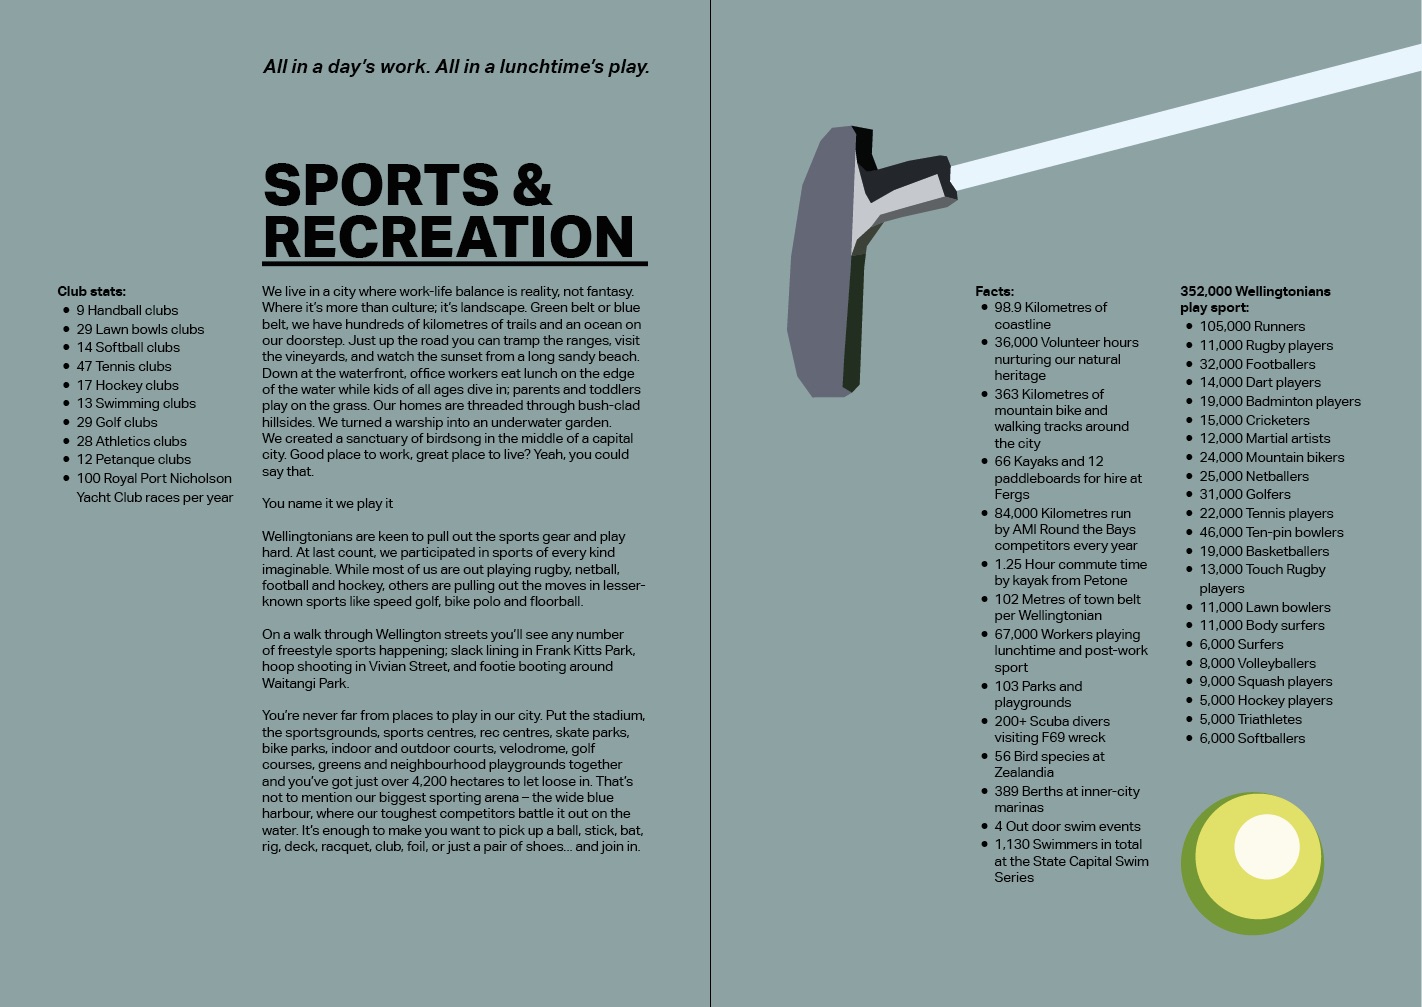 All in a day's work. All in a lunchtime's play.
SPORTS &
RECREATION
Club stats:
• 9 Handball clubs
• 29 Lawn bowls clubs
• 14 Softball clubs
• 47 Tennis clubs
• 17 Hockey clubs
• 13 Swimming clubs
• 29 Golf clubs
• 28 Athletics clubs
• 12 Petanque clubs
• 100 Royal Port Nicholson
Yacht Club races per year
We live in a city where work-life balance is reality, not fantasy.
Where it's more than culture; it's landscape. Green belt or blue
belt, we have hundreds of kilometres of trails and an ocean on
our doorstep. Just up the road you can tramp the ranges, visit
the vineyards, and watch the sunset from a long sandy beach.
Down at the waterfront, office workers eat lunch on the edge
of the water while kids of all ages dive in; parents and toddlers
play on the grass. Our homes are threaded through bush-clad
hillsides. We turned a warship into an underwater garden.
We created a sanctuary of birdsong in the middle of a capital
city. Good place to work, great place to live? Yeah, you could
say that.
You name it we play it
Wellingtonians are keen to pull out the sports gear and play
hard. At last count, we participated in sports of every kind
imaginable. While most of us are out playing rugby, netball,
football and hockey, others are pulling out the moves in lesser-
known sports like speed golf, bike polo and floorball.
On a walk through Wellington streets you'll see any number
of freestyle sports happening; slack lining in Frank Kitts Park,
hoop shooting in Vivian Street, and footie booting around
Waitangi Park.
You're never far from places to play in our city. Put the stadium,
the sportsgrounds, sports centres, rec centres, skate parks,
bike parks, indoor and outdoor courts, velodrome, golf
courses, greens and neighbourhood playgrounds together
and you've got just over 4,200 hectares to let loose in. That's
not to mention our biggest sporting arena – the wide blue
harbour, where our toughest competitors battle it out on the
water. It's enough to make you want to pick up a ball, stick, bat,
rig, deck, racquet, club, foil, or just a pair of shoes... and join in.
Facts:
• 98.9 Kilometres of
coastline
• 36,000 Volunteer hours
nurturing our natural
heritage
• 363 Kilometres of
mountain bike and
walking tracks around
the city
• 66 Kayaks and 12
paddleboards for hire at
Fergs
• 84,000 Kilometres run
by AMI Round the Bays
competitors every year
• 1.25 Hour commute time
by kayak from Petone
• 102 Metres of town belt
per Wellingtonian
• 67,000 Workers playing
lunchtime and post-work
sport
• 103 Parks and
playgrounds
• 200+ Scuba divers
visiting F69 wreck
• 56 Bird species at
Zealandia
• 389 Berths at inner-city
marinas
• 4 Out door swim events
• 1,130 Swimmers in total
at the State Capital Swim
Series
352,000 Wellingtonians
play sport:
• 105,000 Runners
• 11,000 Rugby players
• 32,000 Footballers
• 14,000 Dart players
• 19,000 Badminton players
• 15,000 Cricketers
• 12,000 Martial artists
• 24,000 Mountain bikers
• 25,000 Netballers
• 31,000 Golfers
• 22,000 Tennis players
• 46,000 Ten-pin bowlers
• 19,000 Basketballers
• 13,000 Touch Rugby
players
• 11,000 Lawn bowlers
• 11,000 Body surfers
• 6,000 Surfers
• 8,000 Volleyballers
• 9,000 Squash players
• 5,000 Hockey players
• 5,000 Triathletes
• 6,000 Softballers